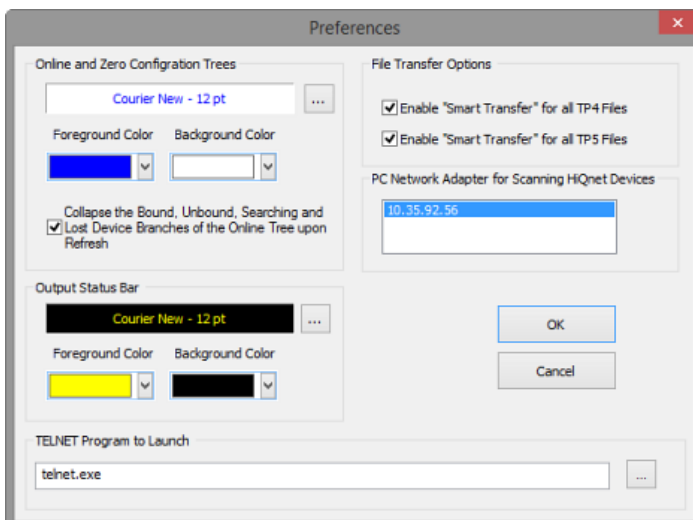 Preferences
Online and Zero Configration Trees
Courier New - 12 pt
...
Foreground Color
Background Color
Collapse the Bound, Unbound, Searching and
Lost Device Branches of the Online Tree upon
Refresh
Output Status Bar
Courier New - 12 pt
...
Foreground Color
Background Color
File Transfer Options
Enable "Smart Transfer" for all TP4 Files
Enable "Smart Transfer" for all TP5 Files
PC Network Adapter for Scanning HiQnet Devices
10.35.92.56
OK
Cancel
TELNET Program to Launch
telnet.exe
...